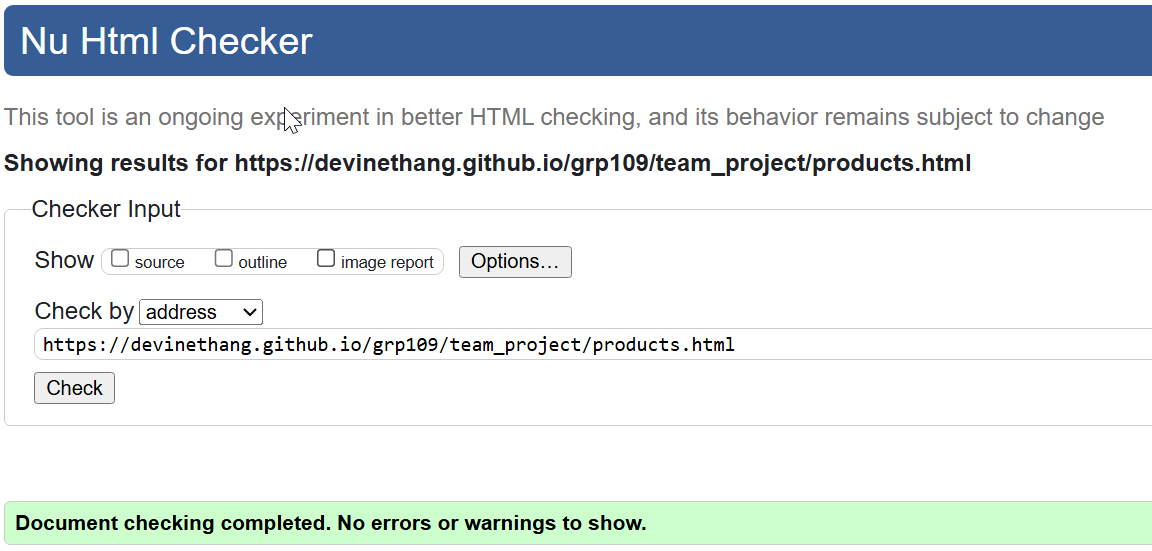 Nu Html Checker
This tool is an ongoing experiment in better HTML checking, and its behavior remains subject to change
Showing results for https://devinethang.github.io/grp109/team_project/products.html
Checker Input
Show source outline image report Options…
Check by address
https://devinethang.github.io/grp109/team_project/products.html
Check
Document checking completed. No errors or warnings to show.